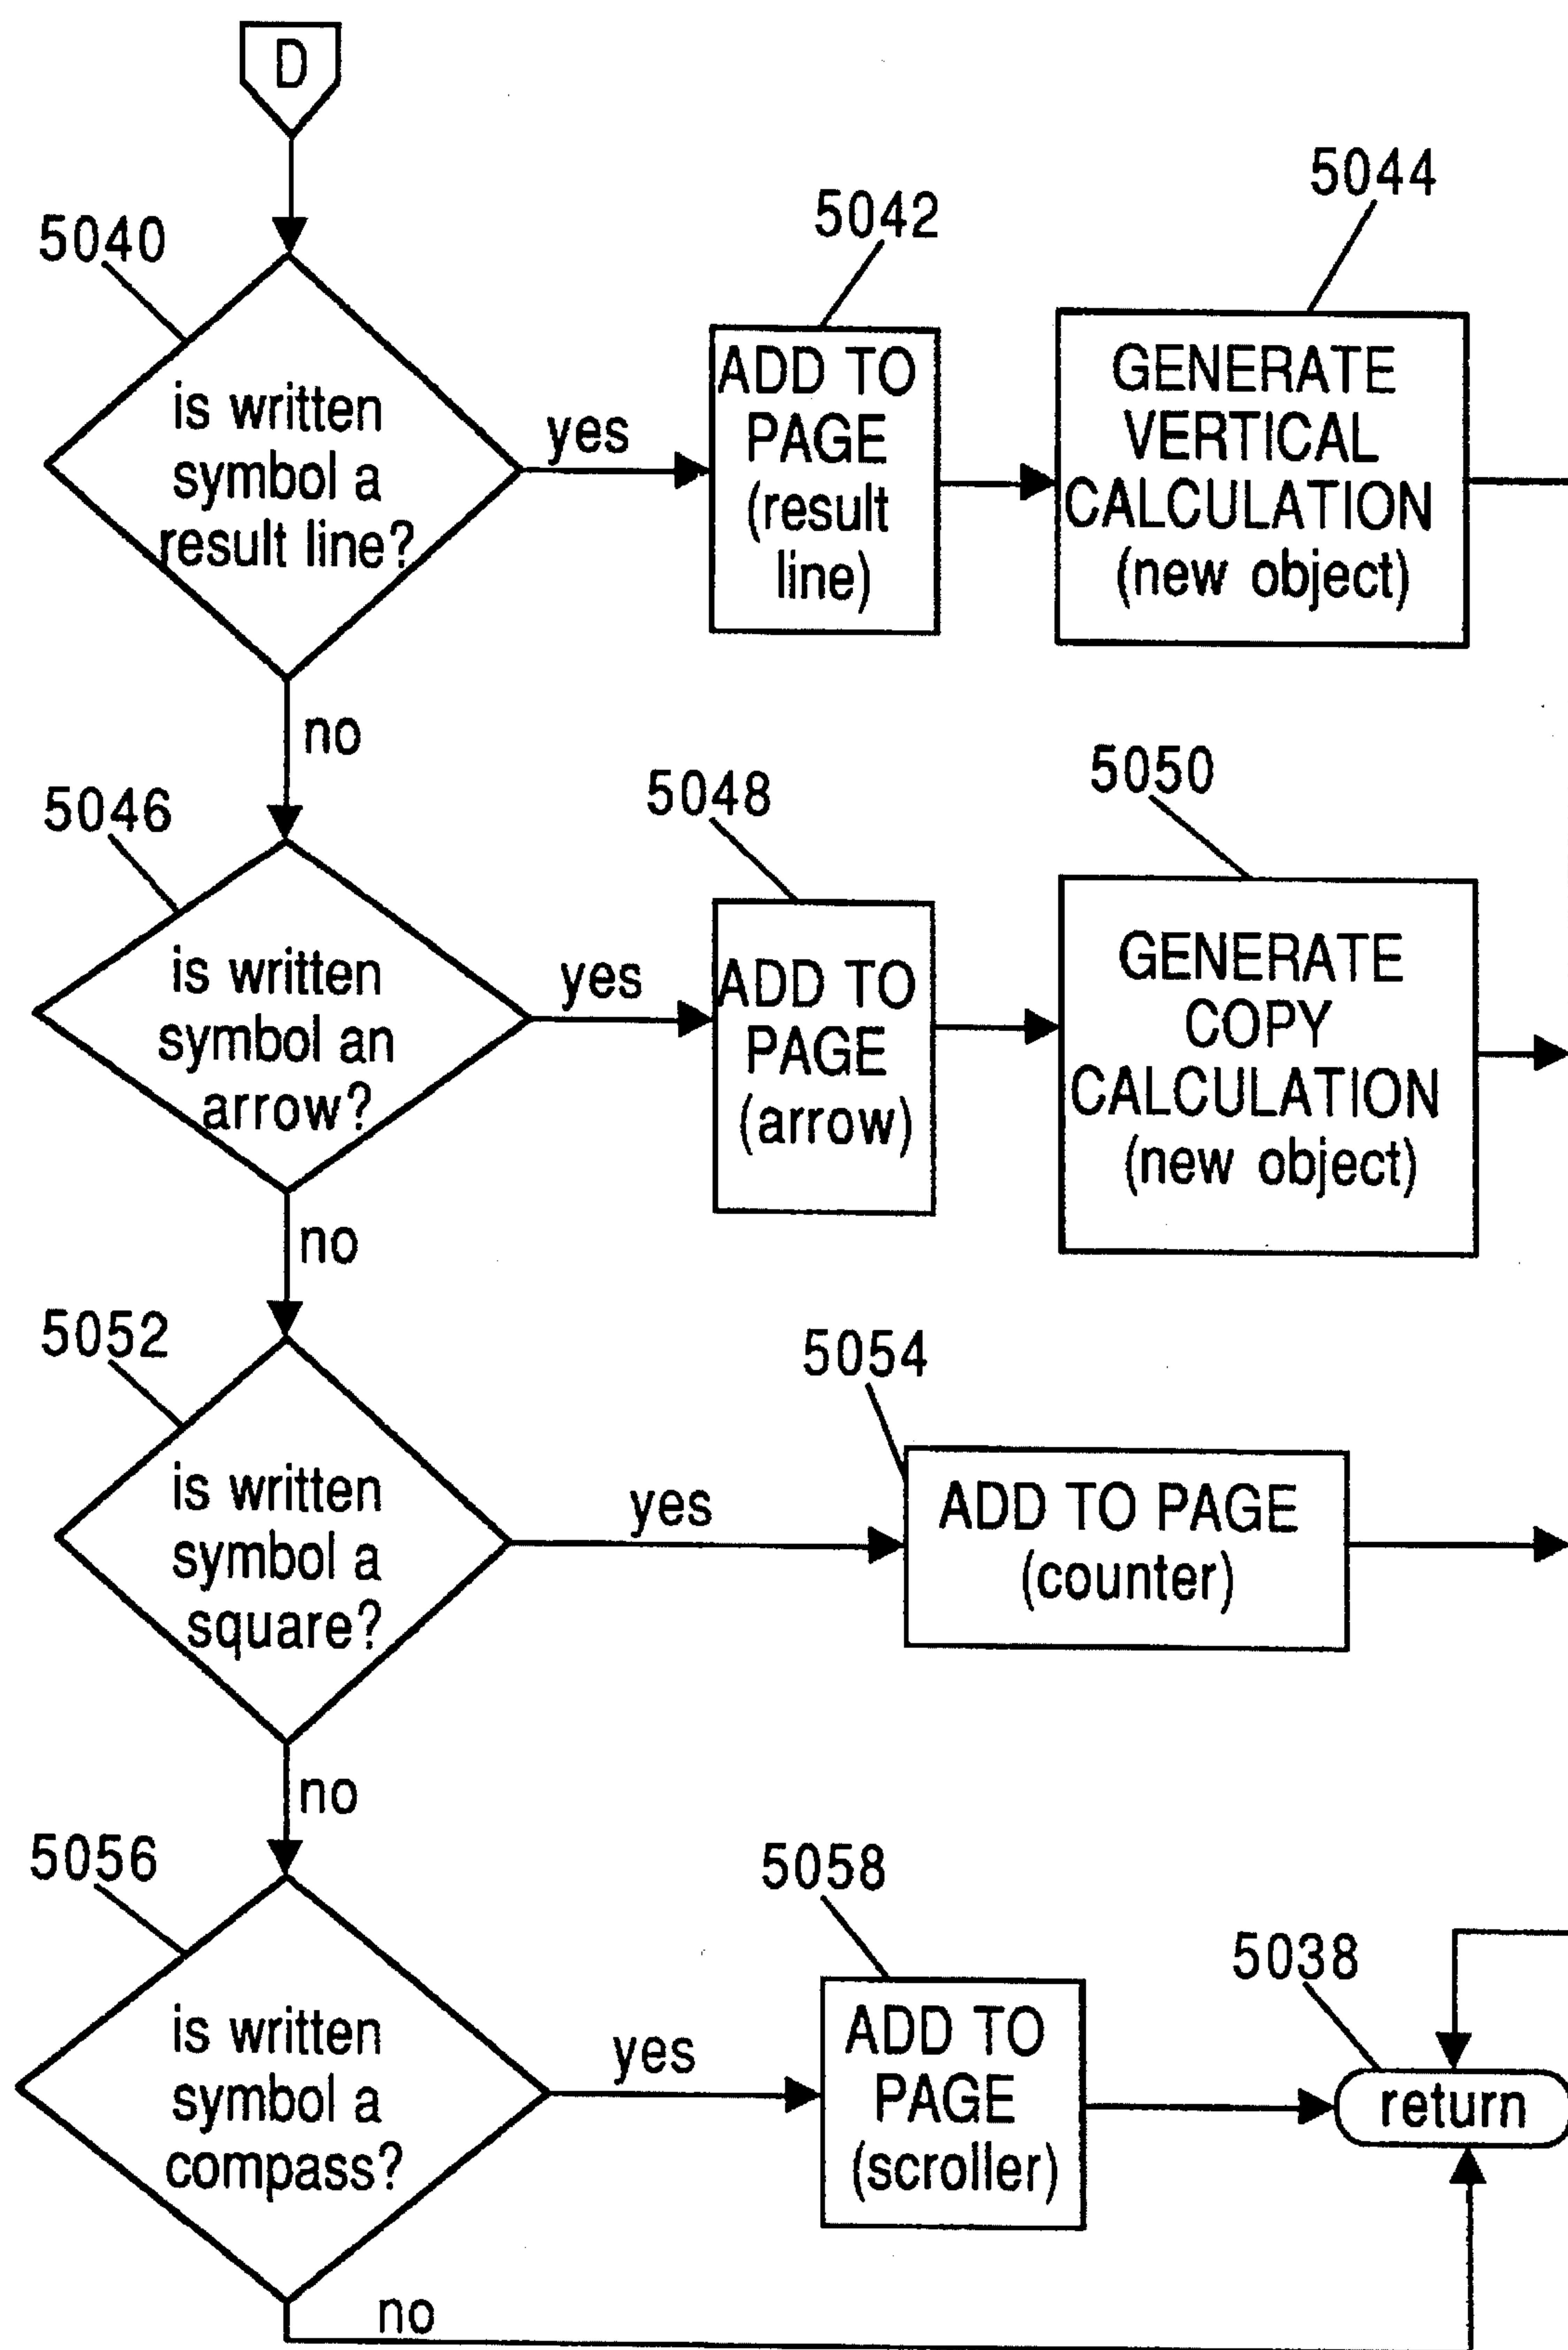 D
5040
is written
symbol a
result line?
yes
5042
ADD TO
PAGE
(result
line)
5044
GENERATE
VERTICAL
CALCULATION
(new object)
no
5046
is written
symbol an
arrow?
yes
5048
ADD TO
PAGE
(arrow)
5050
GENERATE
COPY
CALCULATION
(new object)
no
5052
is written
symbol a
square?
yes
5054
ADD TO PAGE
(counter)
no
5056
is written
symbol a
compass?
yes
5058
ADD TO
PAGE
(scroller)
5038
return
no